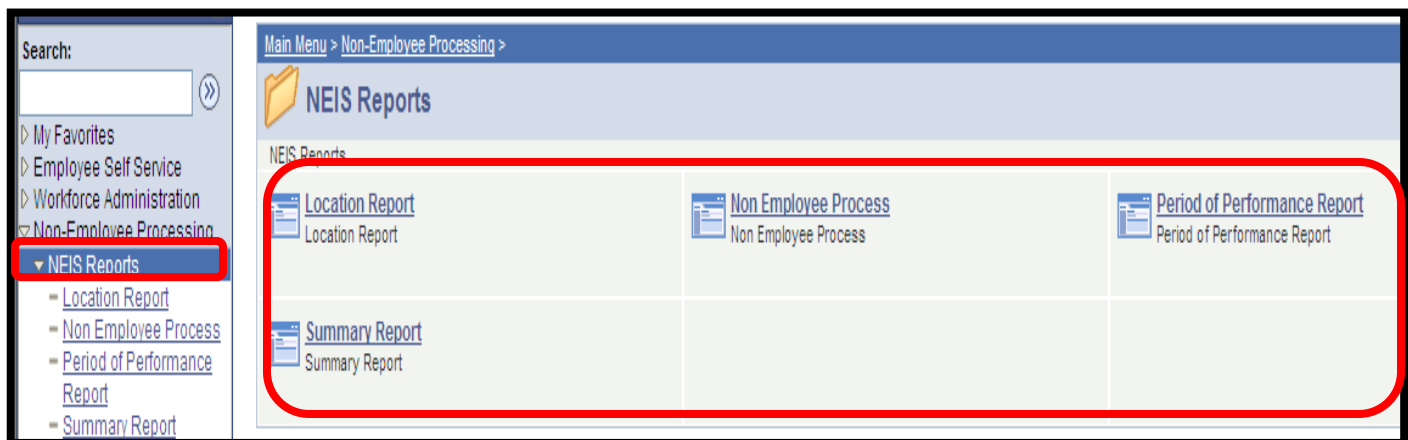 Search:
My Favorites
Employee Self Service
Workforce Administration
Non-Employee Processing
NEIS Reports
Location Report
Non Employee Process
Period of Performance
Report
Summary Report
Main Menu > Non-Employee Processing >
NEIS Reports
NEIS Reports
Location Report
Location Report
Non Employee Process
Non Employee Process
Period of Performance Report
Period of Performance Report
Summary Report
Summary Report